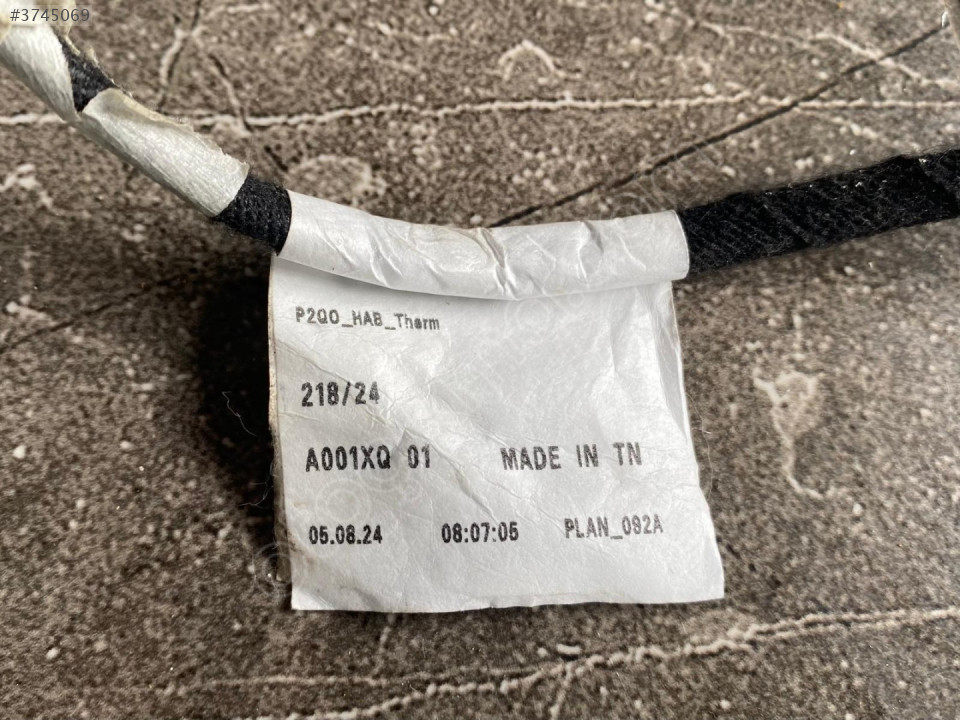 #3745069
P2QO_HAB_Therm
218/24
A001XQ 01 MADE IN TN
05.08.24 08:07:05 PLAN_092A